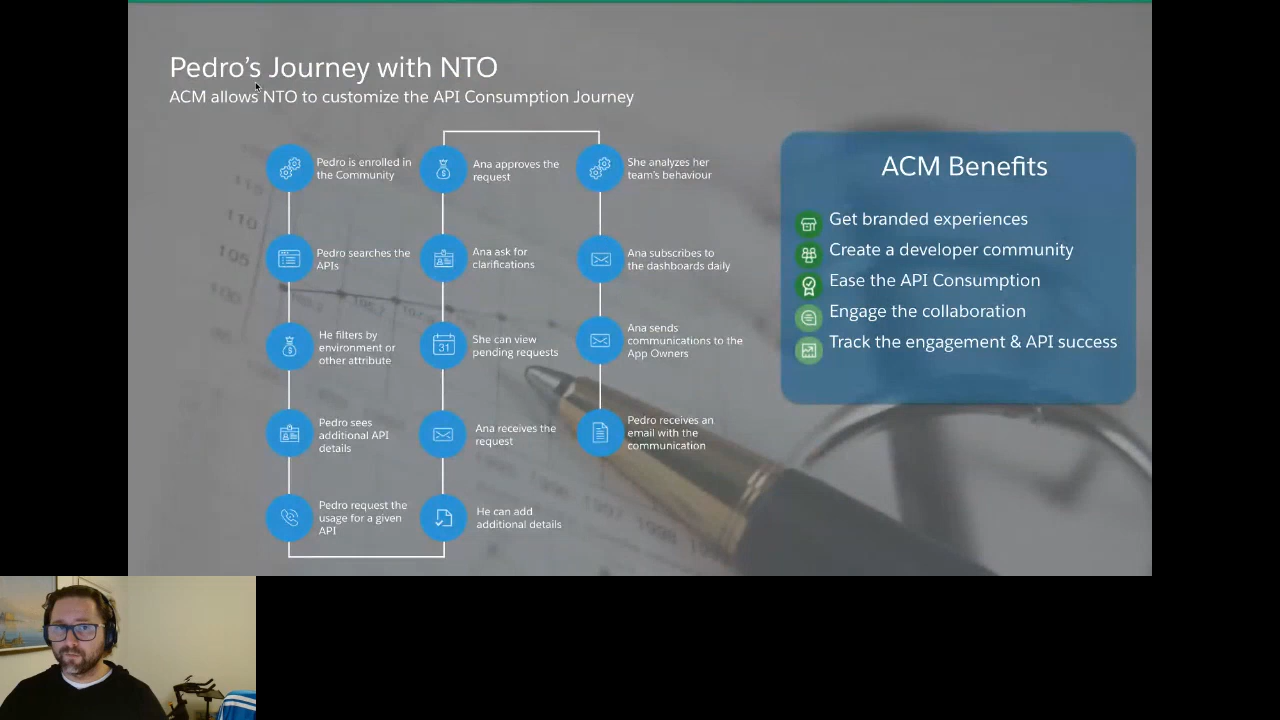 Pedro's Journey with NTO
ACM allows NTO to customize the API Consumption Journey
Pedro is enrolled in
the Community
Pedro searches the
APIs
He filters by
environment or
other attribute
Pedro sees
additional API
details
Pedro request the
usage for a given
API
Ana approves the
request
Ana ask for
clarifications
31
She can view
pending requests
Ana receives the
request
He can add
additional details
She analyzes her
team's behaviour
Ana subscribes to
the dashboards daily
Ana sends
communications to the
App Owners
Pedro receives an
email with the
communication
ACM Benefits
Get branded experiences
Create a developer community
Ease the API Consumption
Engage the collaboration
Track the engagement & API success
110
105
100